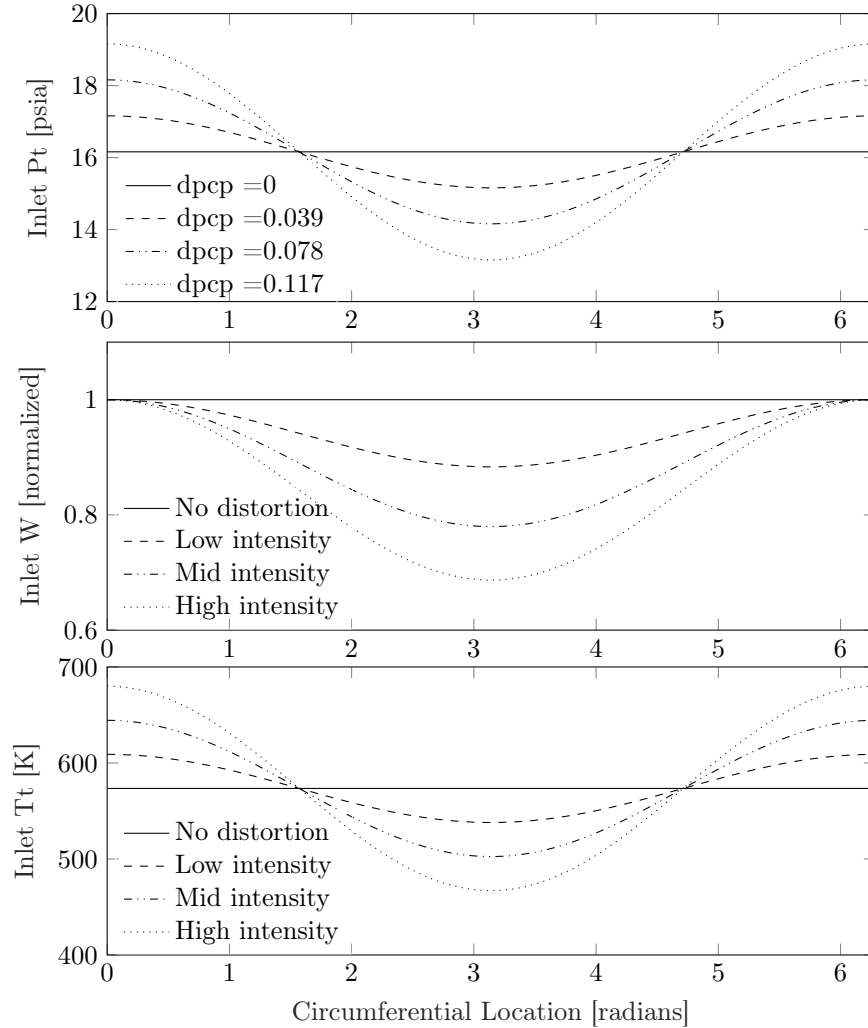 20
18
16
14
12
Inlet Pt [psia]
dpcp =0
dpcp =0.039
dpcp =0.078
dpcp =0.117
0 1 2 3 4 5 6
1
0.8
0.6
Inlet W [normalized]
No distortion
Low intensity
Mid intensity
High intensity
0 1 2 3 4 5 6
700
600
500
400
Inlet Tt [K]
No distortion
Low intensity
Mid intensity
High intensity
0 1 2 3 4 5 6
Circumferential Location [radians]